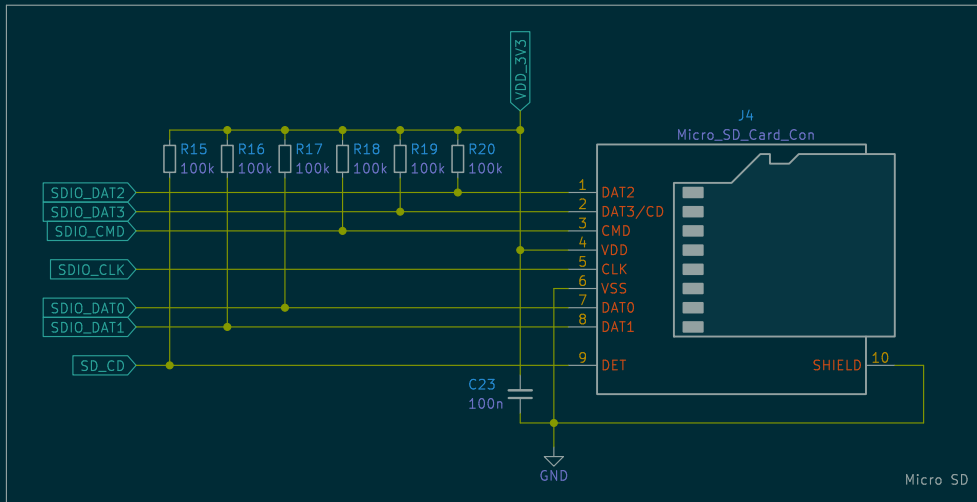 VDD_3V3
J4
Micro_SD_Card_Con
R15 R16 R17 R18 R19 R20
100k 100k 100k 100k 100k 100k
SDIO_DAT2 1 DAT2
SDIO_DAT3 2 DAT3/CD
SDIO_CMD 3 CMD
4 VDD
SDIO_CLK 5 CLK
6 VSS
SDIO_DAT0 7 DAT0
SDIO_DAT1 8 DAT1
SD_CD 9 DET SHIELD 10
C23
100n
GND
Micro SD